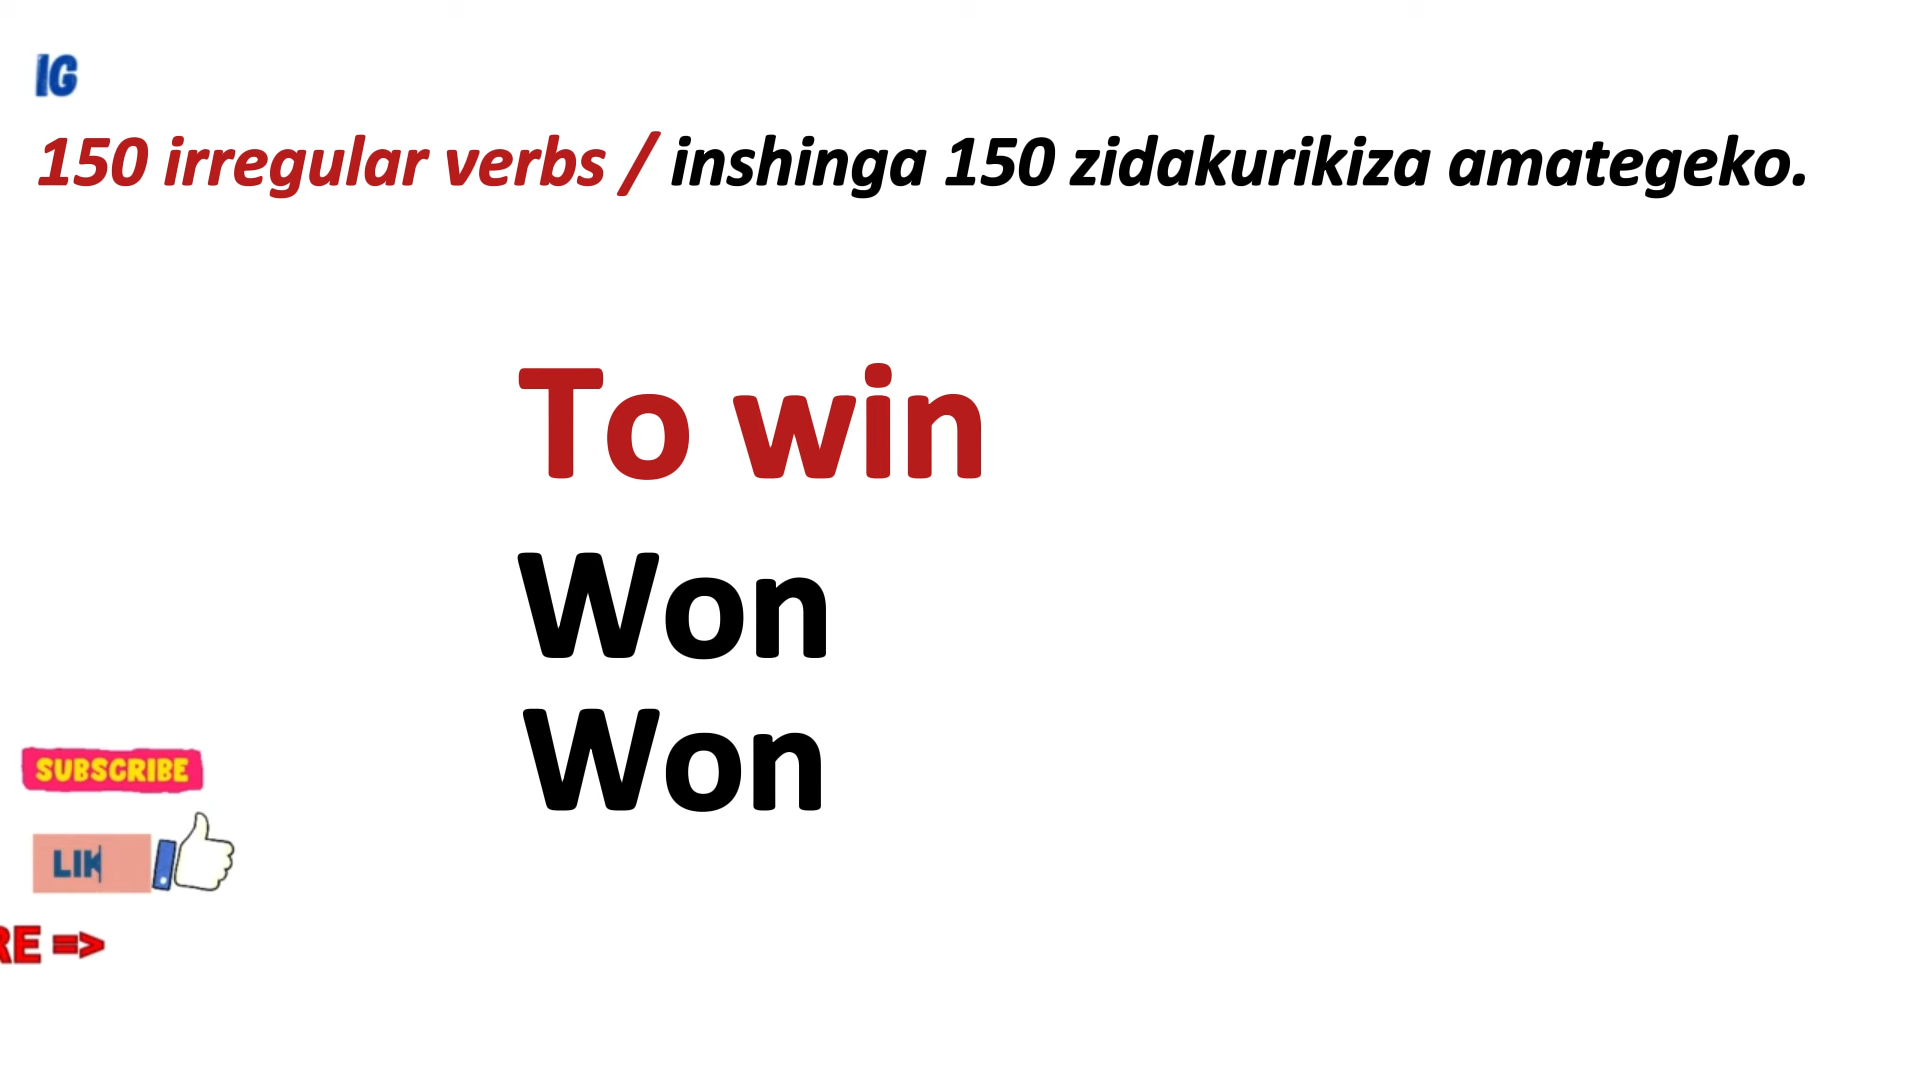 IG
150 irregular verbs / inshinga 150 zidakurikiza amategeko.
To win
Won
Won
SUBSCRIBE
LIK
RE =>